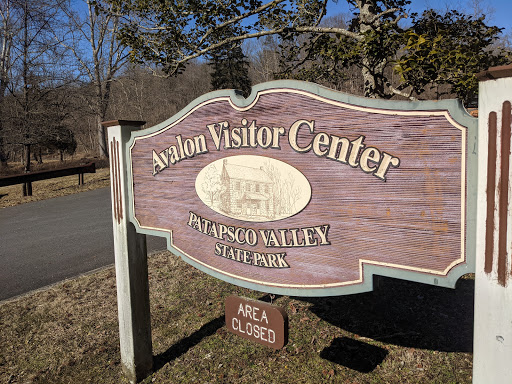 Avalon Visitor Center
PATAPSCO VALLEY
STATE PARK
AREA
CLOSED